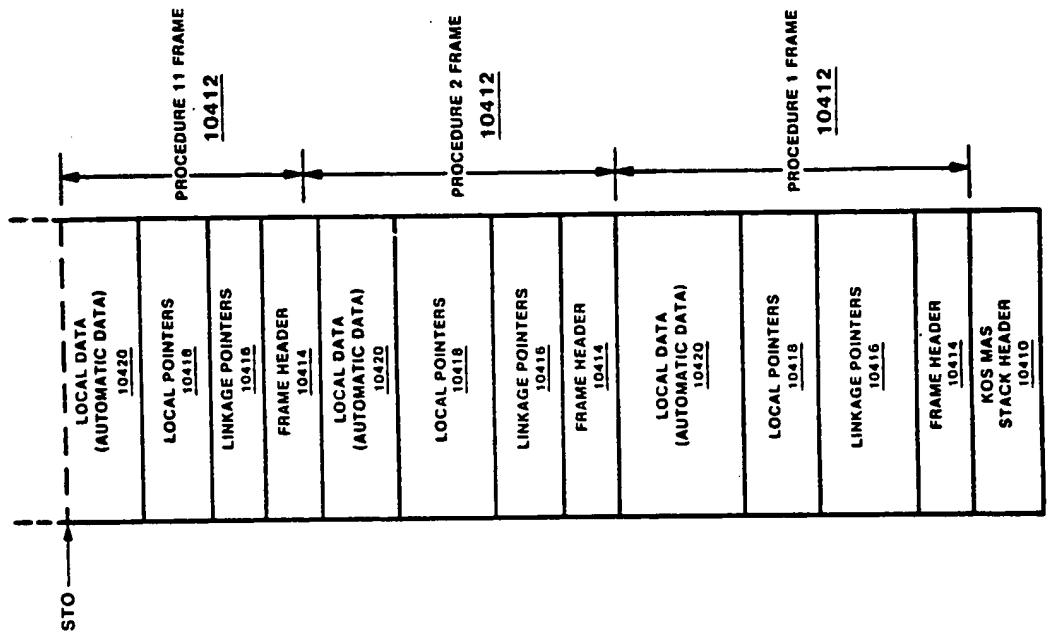 STO
LOCAL DATA
(AUTOMATIC DATA)
10420
LOCAL POINTERS
10418
LINKAGE POINTERS
10416
FRAME HEADER
10414
PROCEDURE 11 FRAME
10412
LOCAL DATA
(AUTOMATIC DATA)
10420
LOCAL POINTERS
10418
LINKAGE POINTERS
10416
FRAME HEADER
10414
PROCEDURE 2 FRAME
10412
LOCAL DATA
(AUTOMATIC DATA)
10420
LOCAL POINTERS
10418
LINKAGE POINTERS
10416
FRAME HEADER
10414
PROCEDURE 1 FRAME
10412
KOS MAS
STACK HEADER
10410